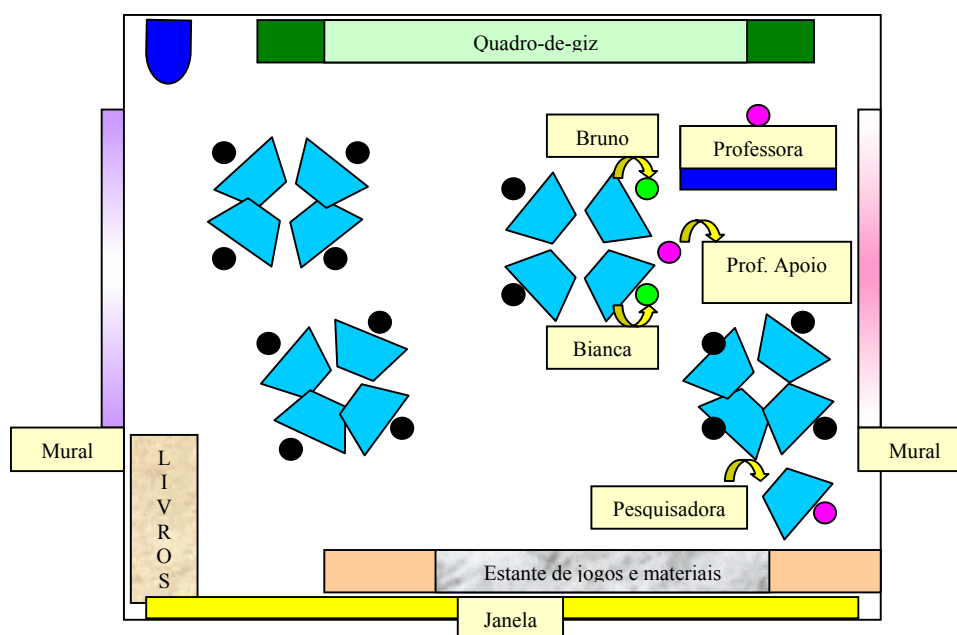 Quadro-de-giz
Bruno
Professora
Prof. Apoio
Bianca
Mural
Mural
L
I
V
R
O
S
Pesquisadora
Estante de jogos e materiais
Janela